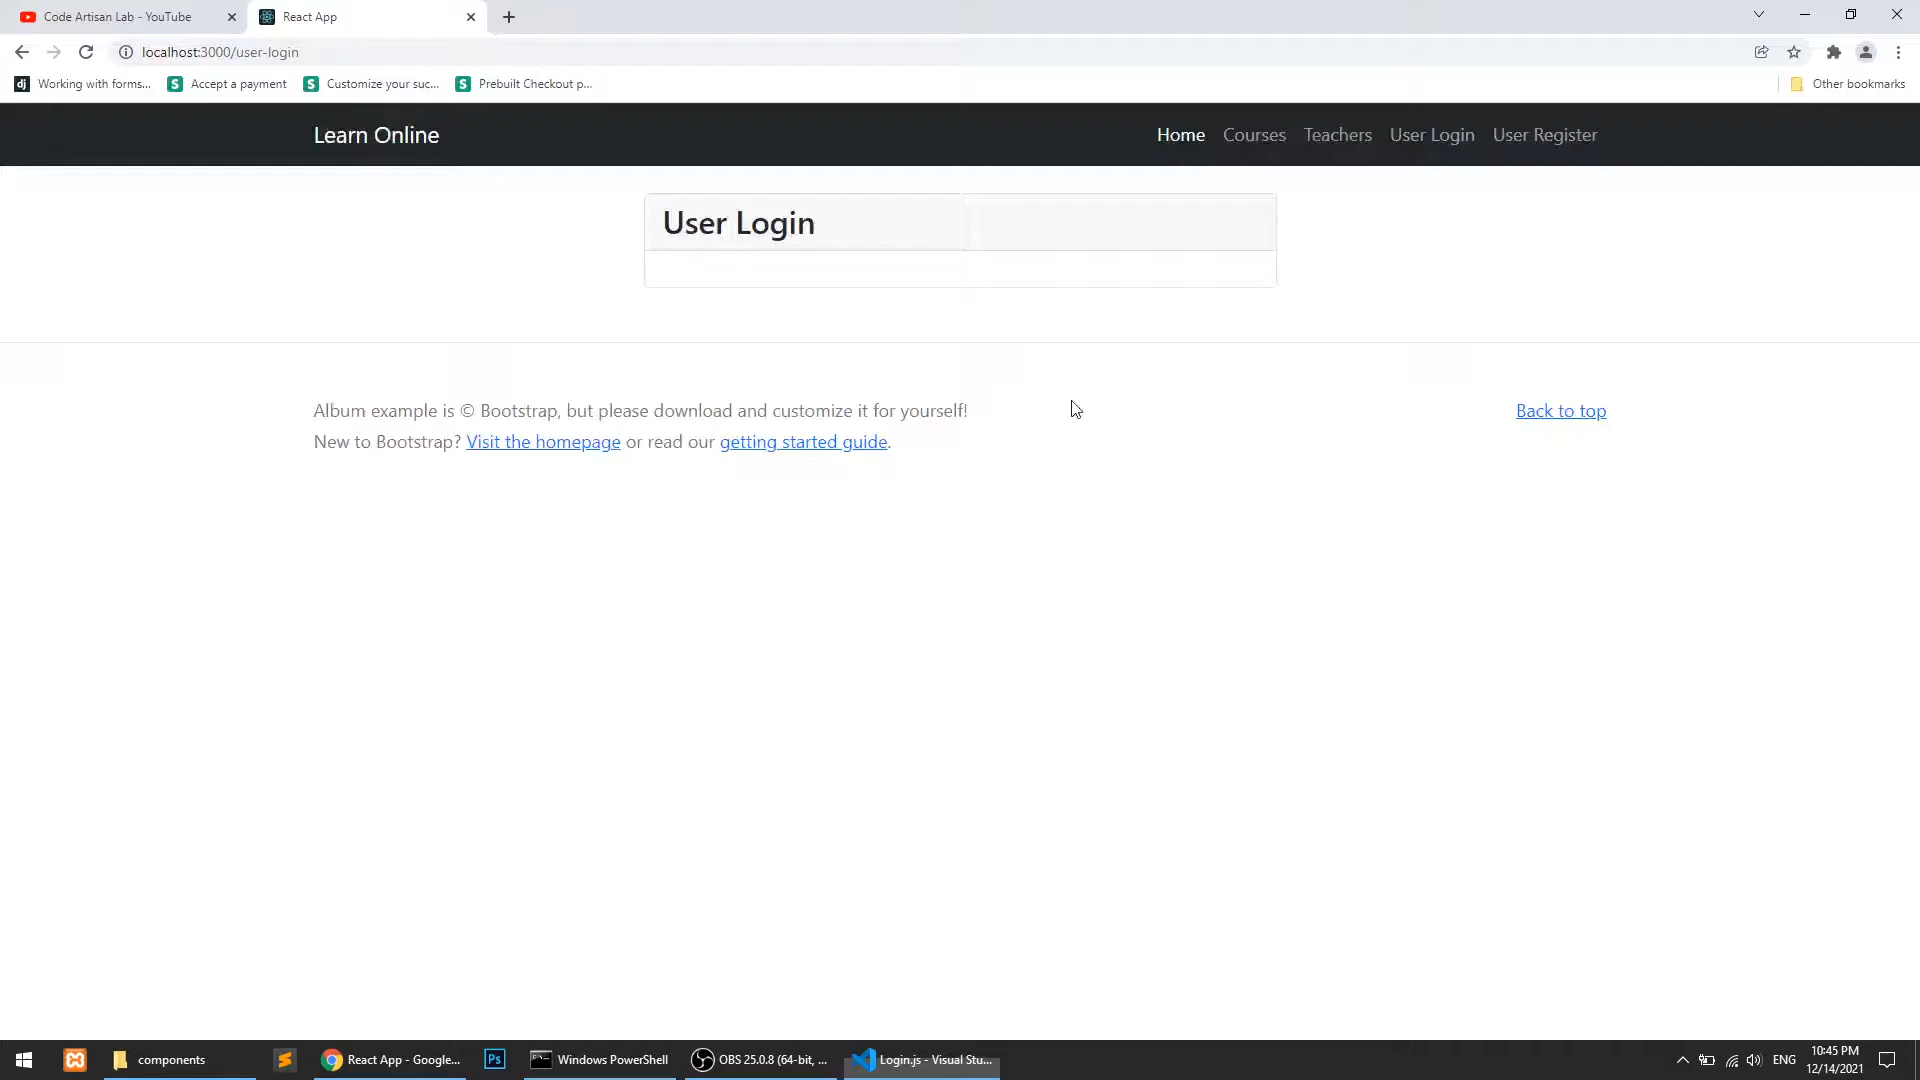 Code Artisan Lab - YouTube
React App
localhost:3000/user-login
dj Working with forms...
S Accept a payment
S Customize your suc...
S Prebuilt Checkout p...
Other bookmarks
Learn Online
Home Courses Teachers User Login User Register
User Login
Album example is © Bootstrap, but please download and customize it for yourself!
Back to top
New to Bootstrap? Visit the homepage or read our getting started guide.
components
React App - Google...
Ps
Windows PowerShell
OBS 25.0.8 (64-bit, ...
Login.js - Visual Stu...
ENG
10:45 PM
12/14/2021